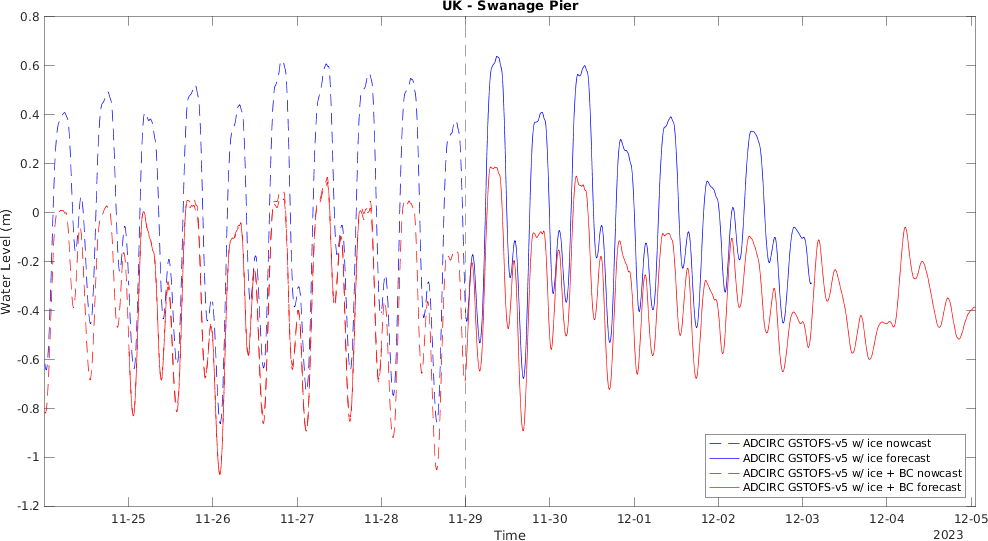 UK - Swanage Pier
0.8
0.6
0.4
0.2
0
-0.2
-0.4
-0.6
-0.8
-1
-1.2
Water Level (m)
ADCIRC GSTOFS-v5 w/ ice nowcast
ADCIRC GSTOFS-v5 w/ ice forecast
ADCIRC GSTOFS-v5 w/ ice + BC nowcast
ADCIRC GSTOFS-v5 w/ ice + BC forecast
11-25 11-26 11-27 11-28 11-29 11-30 12-01 12-02 12-03 12-04 12-05
Time
2023